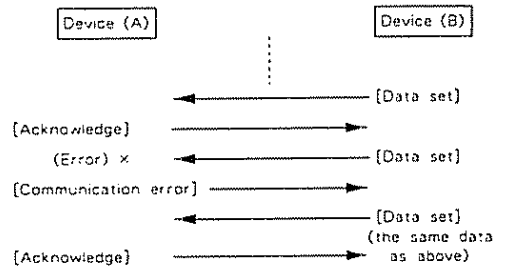 Device (A) Device (B)
[Data set]
[Acknowledge]
(Error) × [Data set]
[Communication error]
[Data set]
(the same data
[Acknowledge] as above)